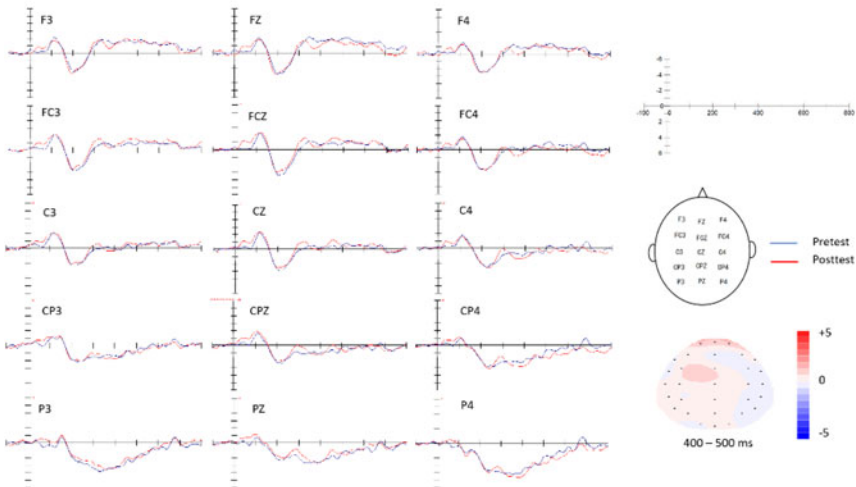 F3
FZ
F4
FC3
FCZ
FC4
C3
CZ
C4
CP3
CPZ
CP4
P3
PZ
P4
-6
-4
-2
0
2
4
6
-100
-0
200
400
600
800
F3 FZ F4
FC3 FCZ FC4
C3 CZ C4
CP3 CPZ CP4
P3 PZ P4
Pretest
Posttest
+5
0
-5
400 – 500 ms